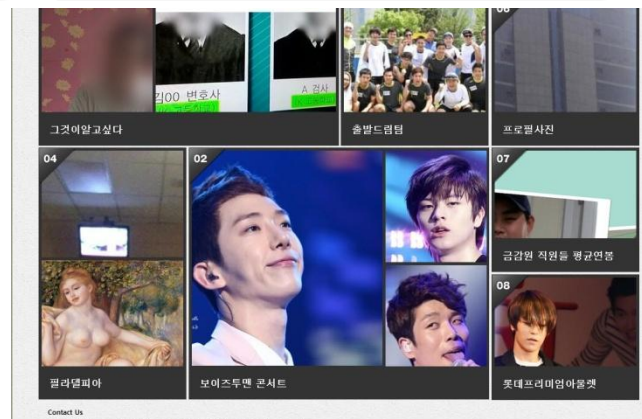 김00 변호사
A 검사
그것이알고싶다
출발드림팀
06
프로필사진
04
필라델피아
02
보이즈투맨 콘서트
07
금감원 직원들 평균연봉
08
롯데프리미엄아울렛
Contact Us